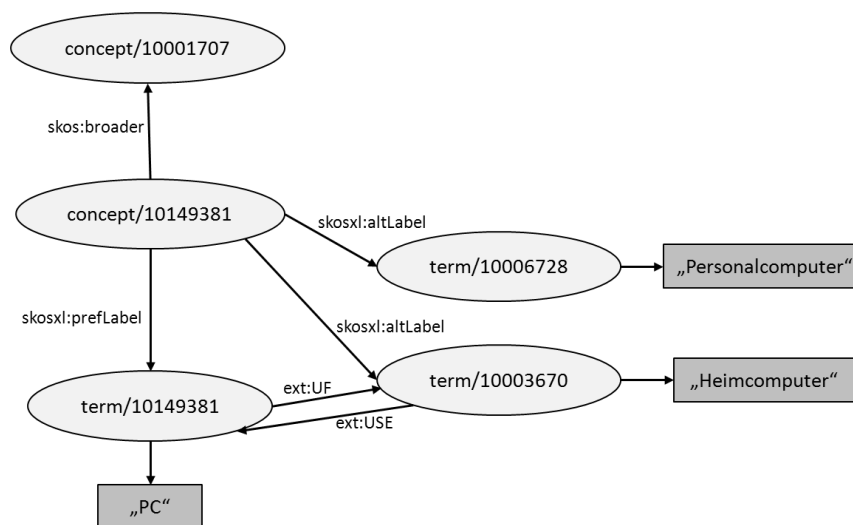 concept/10001707
skos:broader
concept/10149381
skosxl:altLabel
term/10006728
„Personalcomputer“
skosxl:prefLabel
skosxl:altLabel
term/10003670
„Heimcomputer“
ext:UF
term/10149381
ext:USE
„PC“